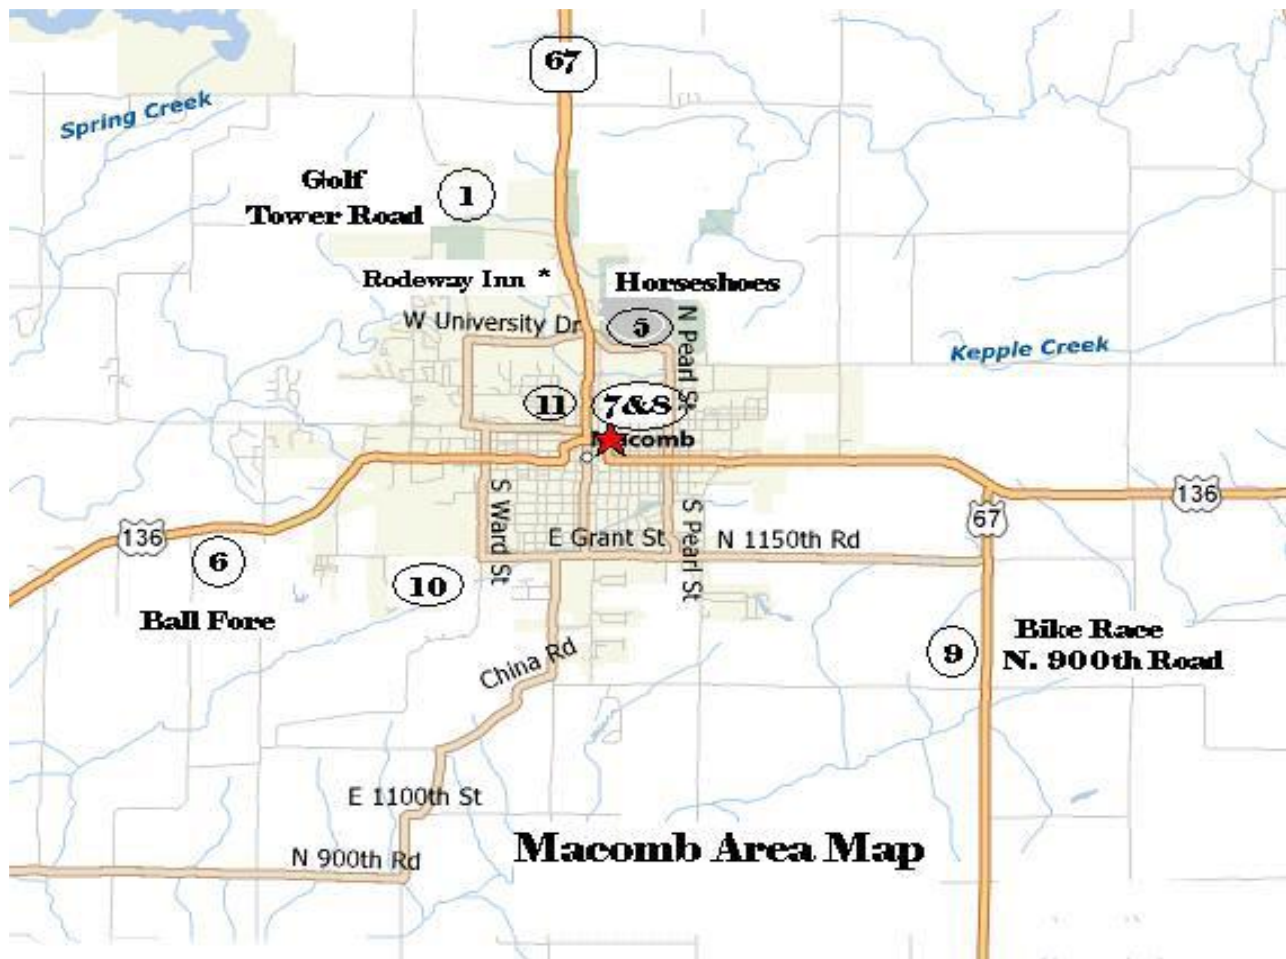 67
Spring Creek
Golf
Tower Road
1
Rodeway Inn *
Horseshoes
W University Dr
5
N Pearl St
Kepple Creek
11
7&8
Macomb
136
67
136
S Ward St
E Grant St
S Pearl St
N 1150th Rd
6
10
Ball Fore
Bike Race
9
N. 900th Road
China Rd
E 1100th St
N 900th Rd
Macomb Area Map